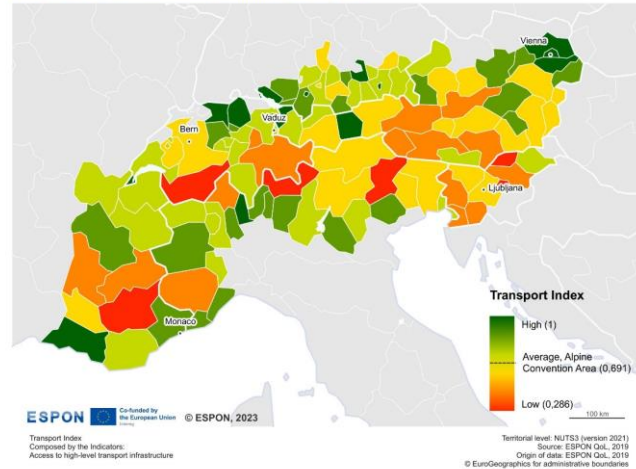 Vienna
Vaduz
Bern
Ljubljana
Monaco
Transport Index
High (1)
Average, Alpine
Convention Area (0,691)
Low (0,286)
100 km
ESPON
Co-funded by
the European Union
Interreg
© ESPON, 2023
Transport Index
Composed by the Indicators:
Access to high-level transport infrastructure
Territorial level: NUTS3 (version 2021)
Source: ESPON QoL, 2019
Origin of data: ESPON QoL, 2019
© EuroGeographics for administrative boundaries